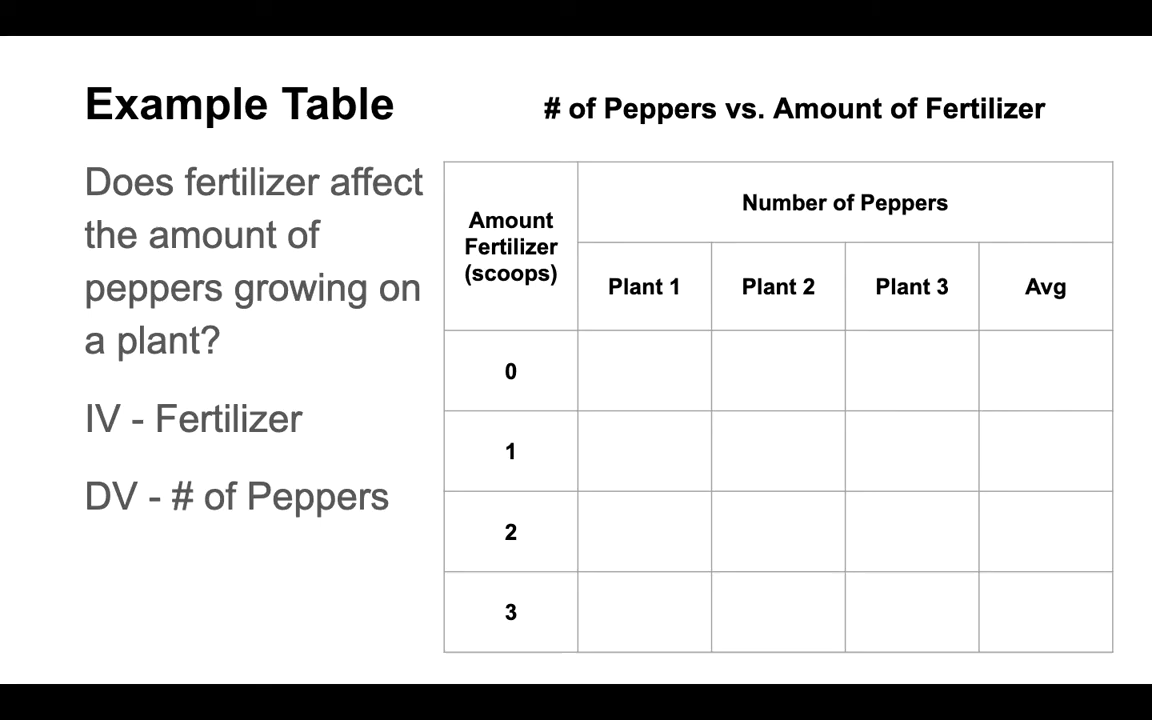 Example Table
Does fertilizer affect
the amount of
peppers growing on
a plant?
IV - Fertilizer
DV - # of Peppers
# of Peppers vs. Amount of Fertilizer
Amount
Fertilizer
(scoops)
Number of Peppers
Plant 1 Plant 2 Plant 3 Avg
0
1
2
3